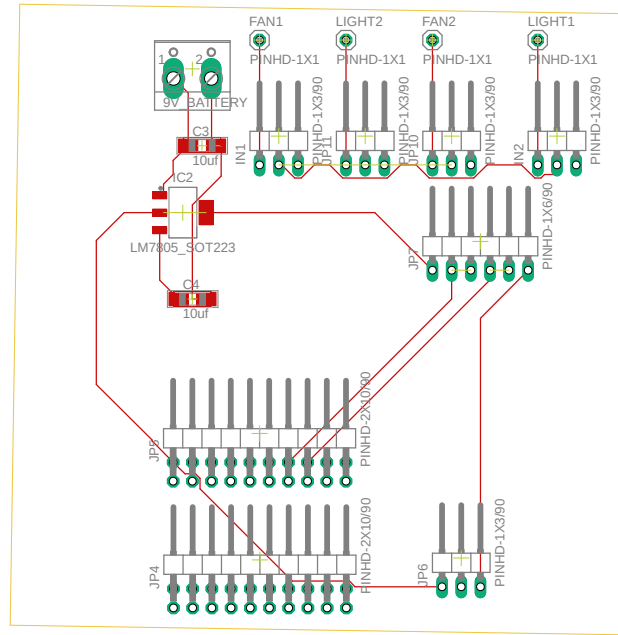 FAN1
LIGHT2
FAN2
LIGHT1
PINHD-1X1
PINHD-1X1
PINHD-1X1
PINHD-1X1
1
2
9V_BATTERY
C3
10uf
IN1
PINHD-1X3/90
JP11
PINHD-1X3/90
JP10
PINHD-1X3/90
IN2
PINHD-1X3/90
IC2
LM7805_SOT223
JP7
PINHD-1X6/90
C4
10uf
JP5
PINHD-2X10/90
JP4
PINHD-2X10/90
JP6
PINHD-1X3/90